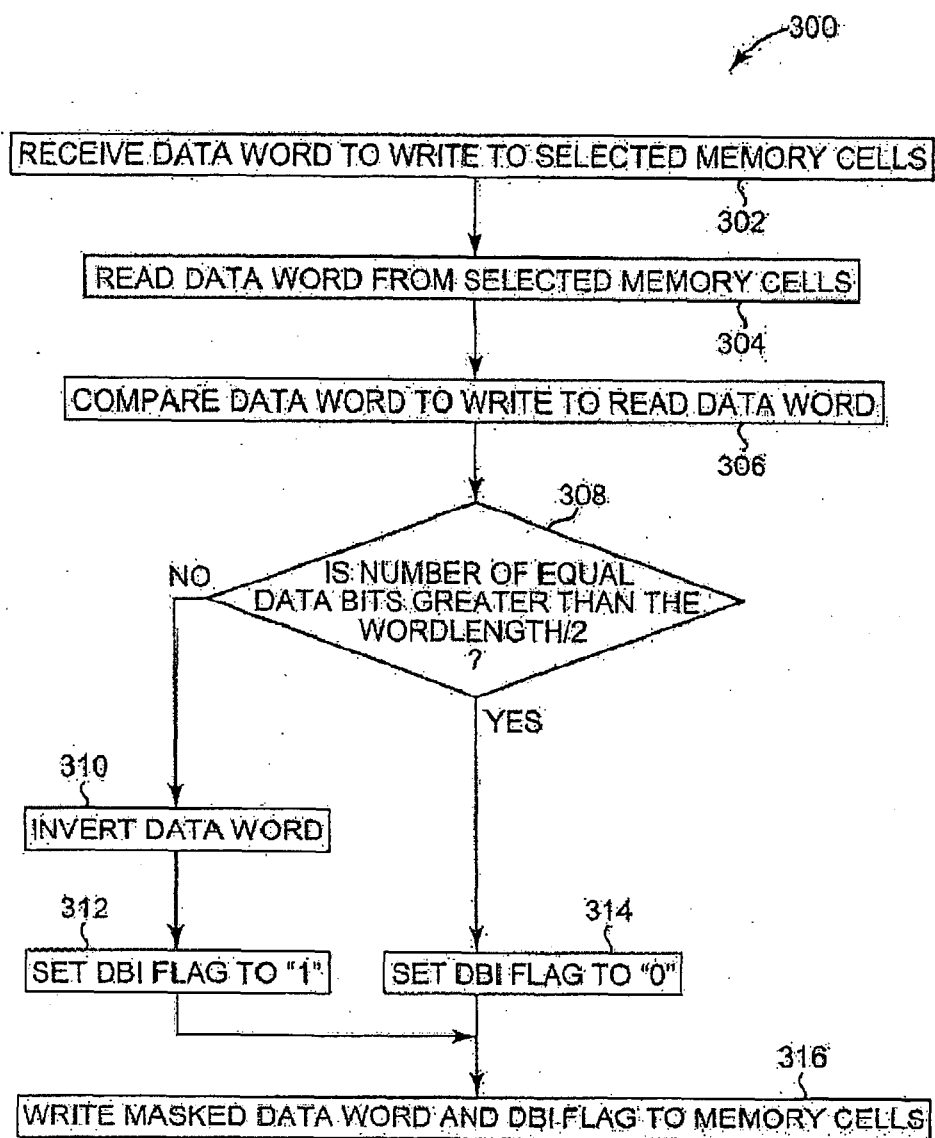 300
RECEIVE DATA WORD TO WRITE TO SELECTED MEMORY CELLS
302
READ DATA WORD FROM SELECTED MEMORY CELLS
304
COMPARE DATA WORD TO WRITE TO READ DATA WORD
306
308
IS NUMBER OF EQUAL
DATA BITS GREATER THAN THE
WORDLENGTH/2
?
NO
YES
310
INVERT DATA WORD
312
SET DBI FLAG TO "1"
314
SET DBI FLAG TO "0"
316
WRITE MASKED DATA WORD AND DBI FLAG TO MEMORY CELLS